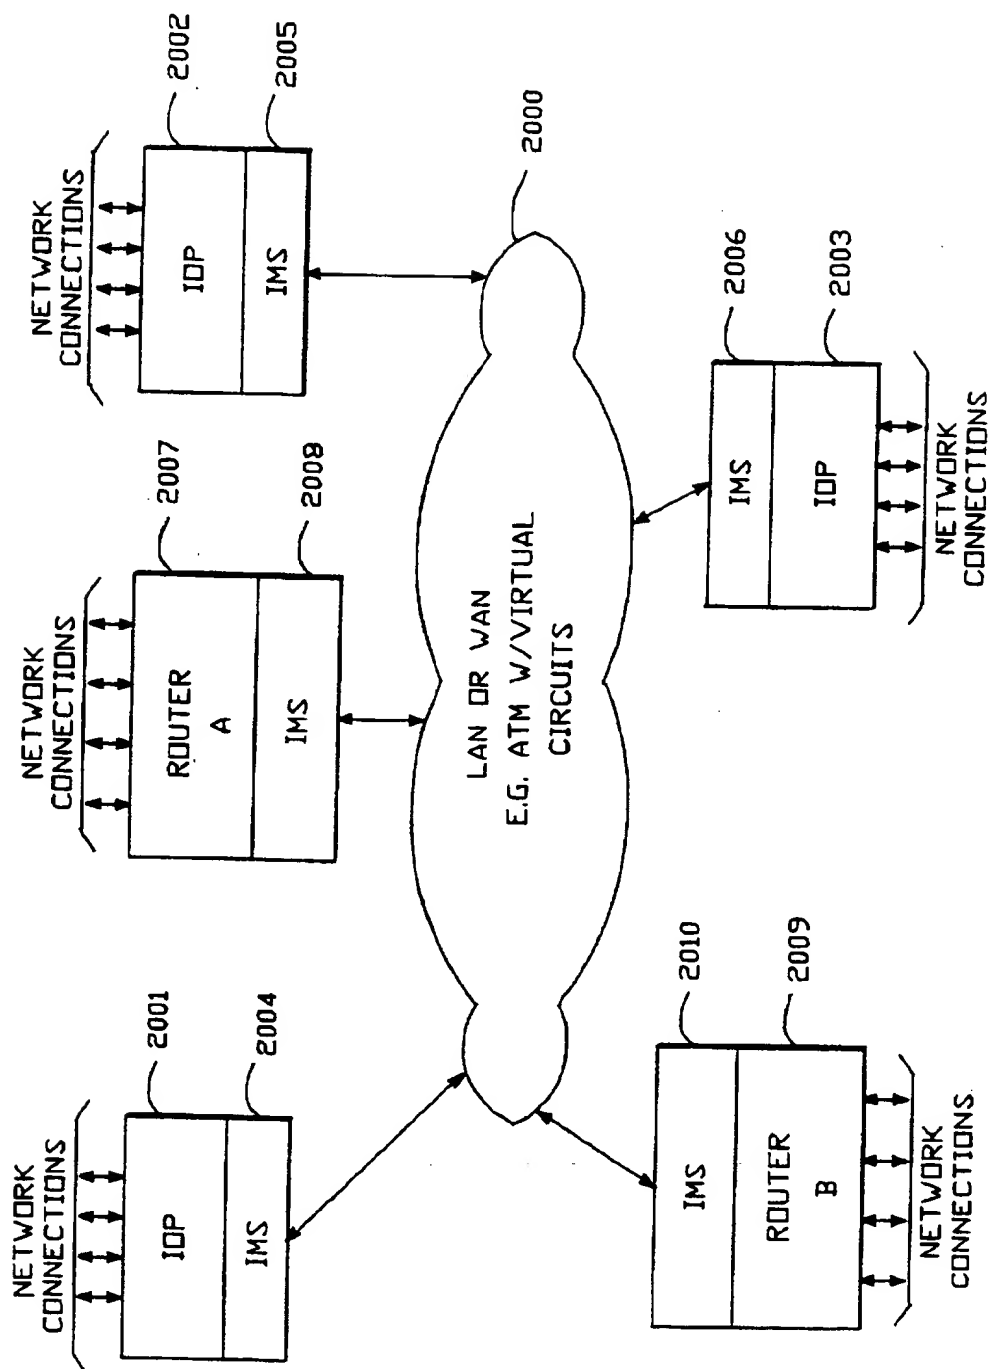 NETWORK
CONNECTIONS
IOP
2001
IMS
2004
NETWORK
CONNECTIONS
ROUTER
A
2007
IMS
2008
NETWORK
CONNECTIONS
IOP
2002
IMS
2005
2000
LAN OR WAN
E.G. ATM W/VIRTUAL
CIRCUITS
IMS
2010
ROUTER
B
2009
NETWORK
CONNECTIONS
IMS
2006
IOP
2003
NETWORK
CONNECTIONS